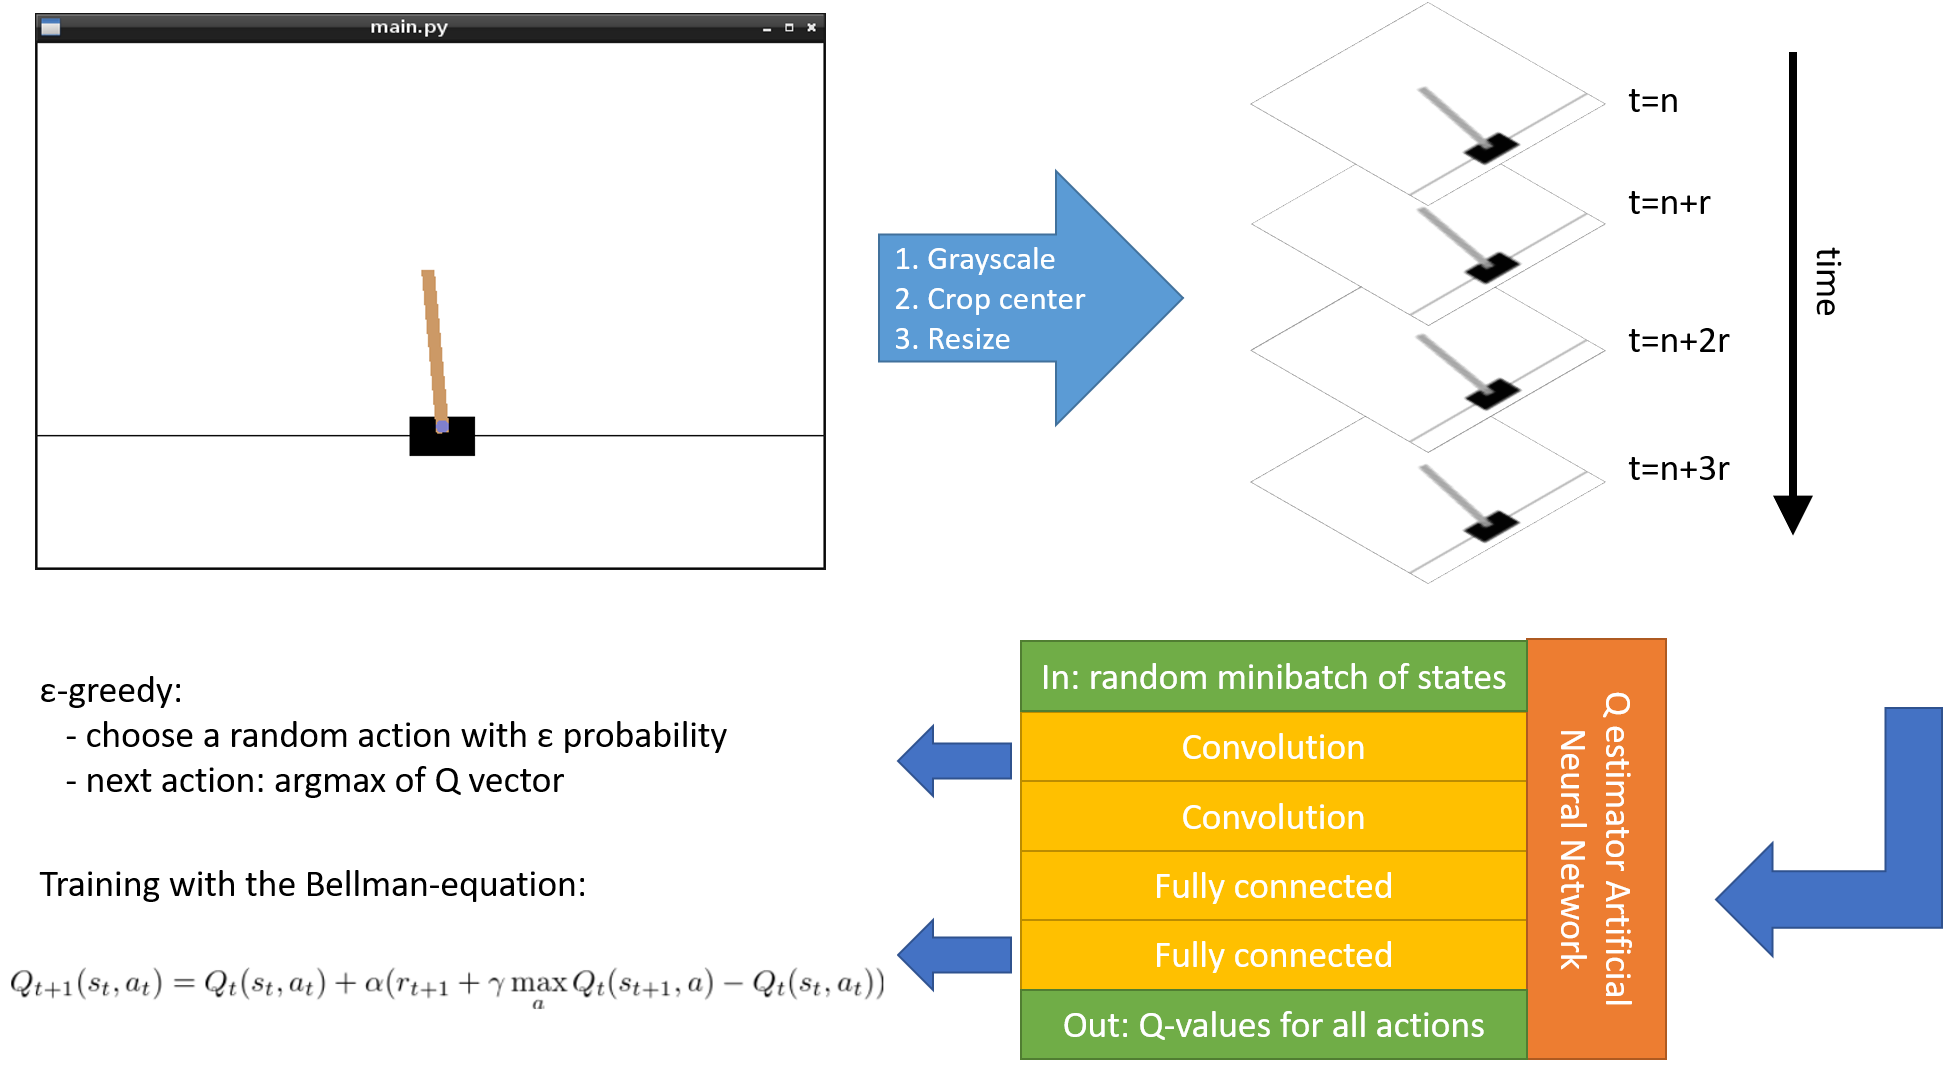 main.py
1. Grayscale
2. Crop center
3. Resize
t=n
t=n+r
t=n+2r
t=n+3r
time
ε-greedy:
- choose a random action with ε probability
- next action: argmax of Q vector
Training with the Bellman-equation:
Q_{t+1}(s_t, a_t) = Q_t(s_t, a_t) + α(r_{t+1} + γ max_a Q_t(s_{t+1}, a) − Q_t(s_t, a_t))
In: random minibatch of states
Convolution
Convolution
Fully connected
Fully connected
Out: Q-values for all actions
Q estimator Artificial
Neural Network